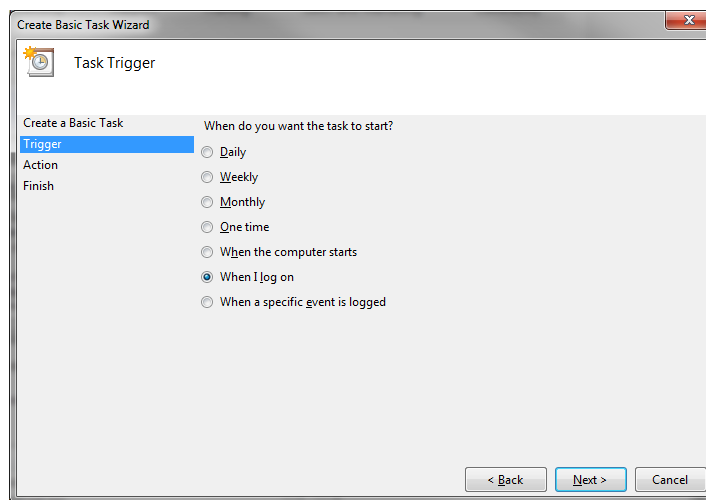 Create Basic Task Wizard
Task Trigger
Create a Basic Task
Trigger
Action
Finish
When do you want the task to start?
Daily
Weekly
Monthly
One time
When the computer starts
When I log on
When a specific event is logged
< Back
Next >
Cancel